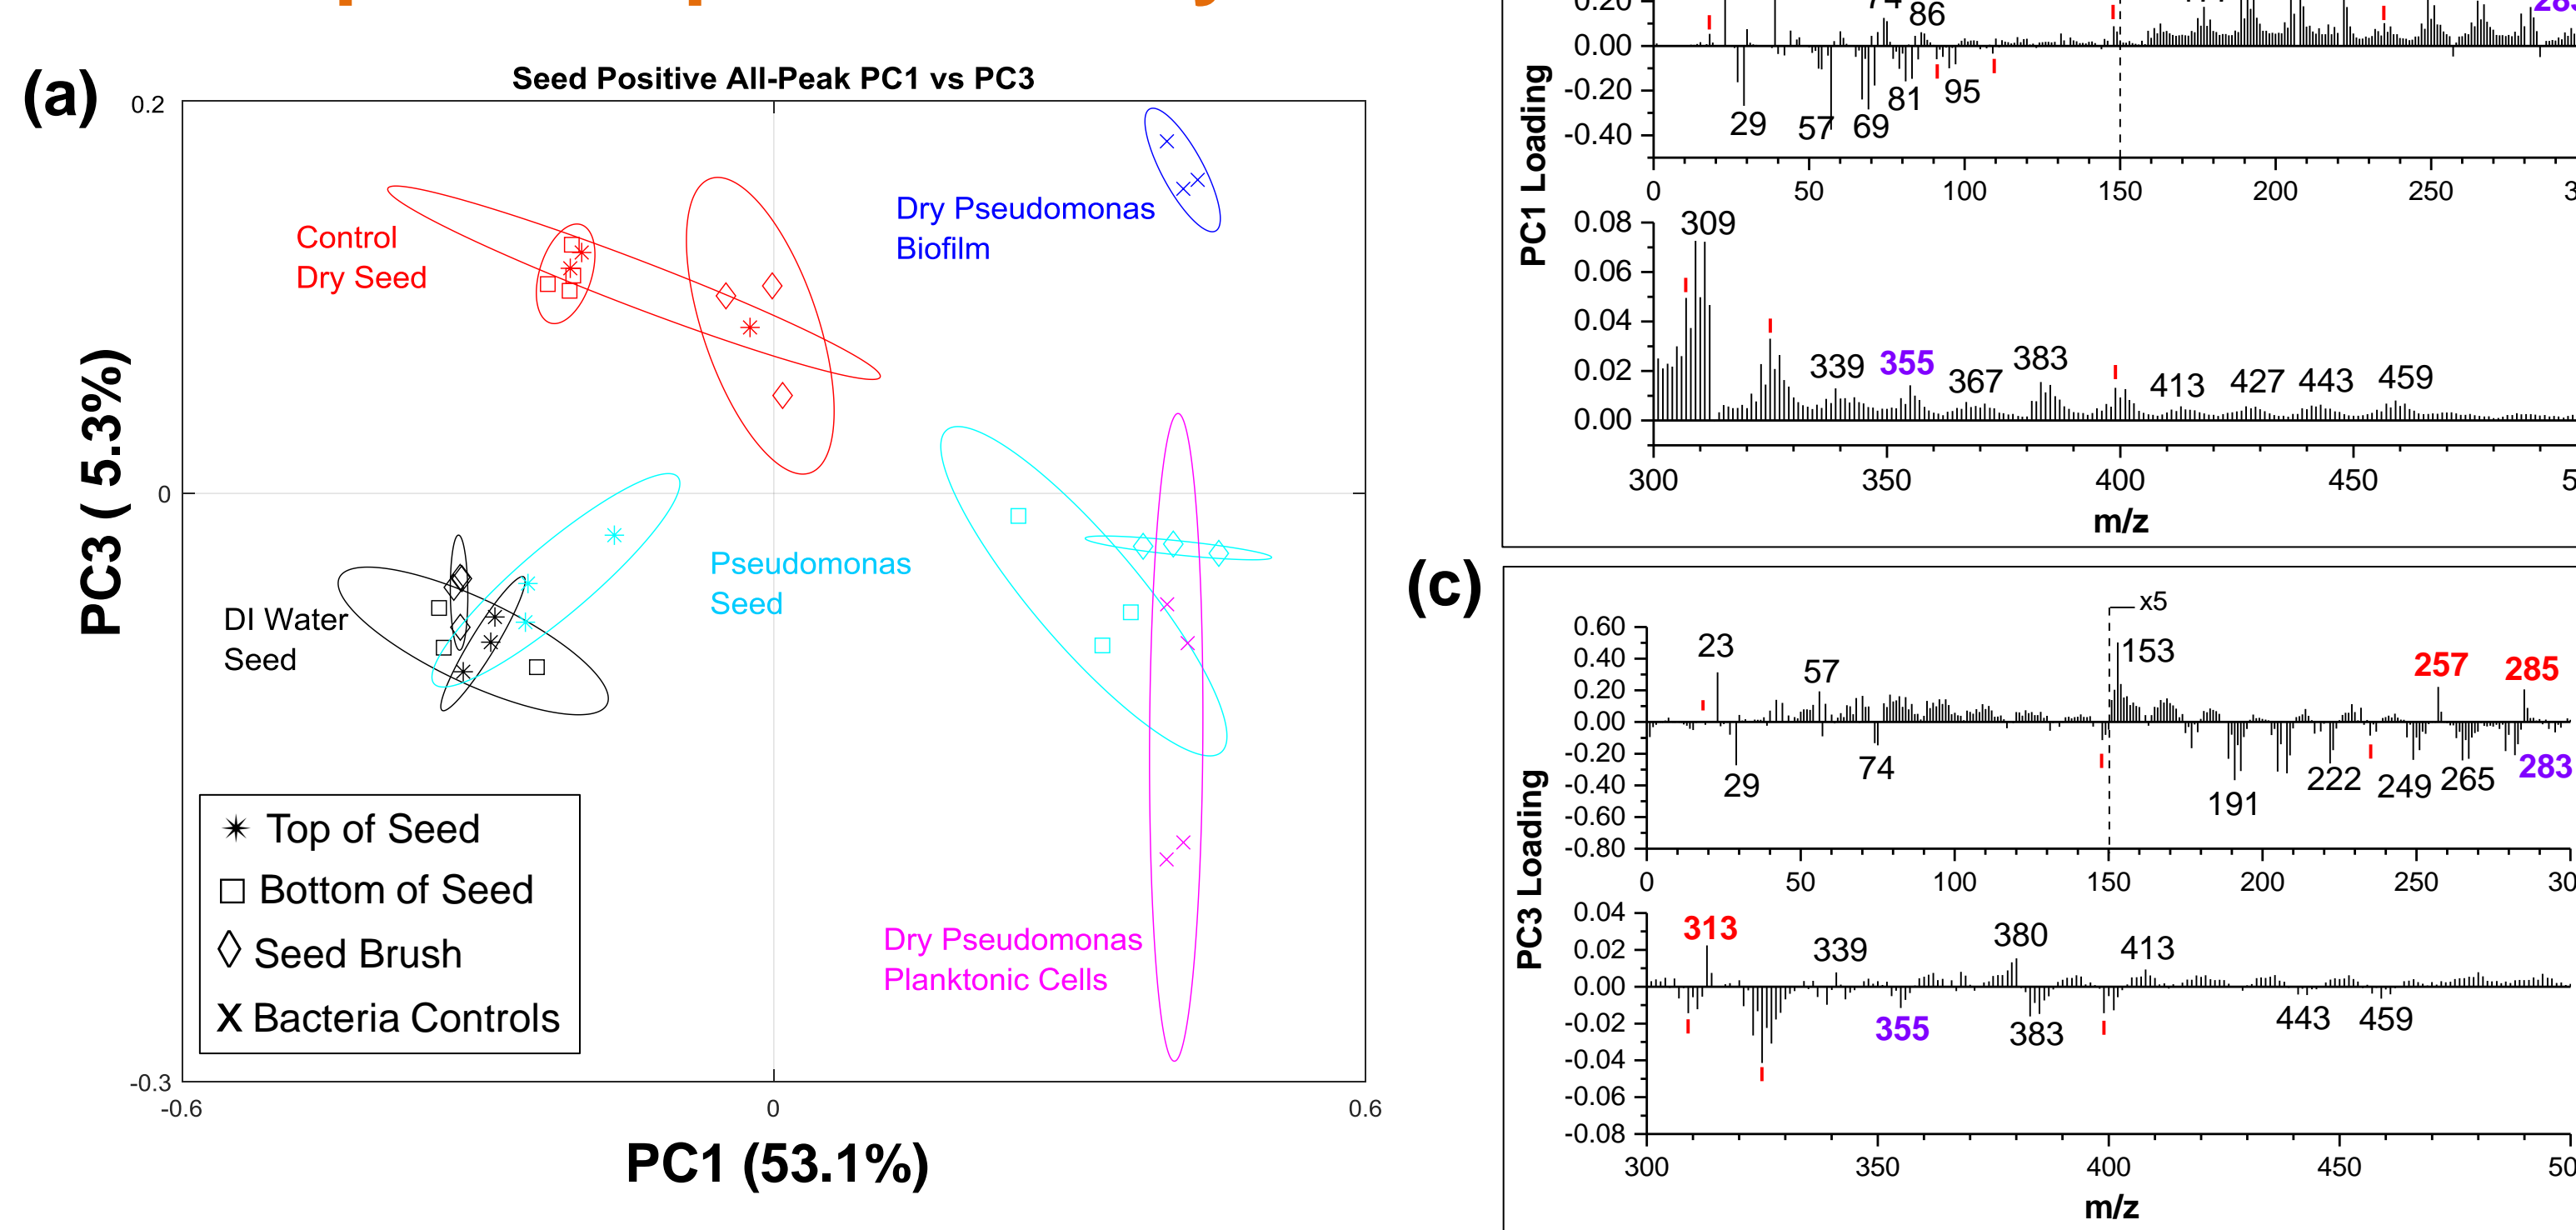 (a)
Seed Positive All-Peak PC1 vs PC3
0.2
0
-0.3
-0.6
0
0.6
PC3 ( 5.3%)
PC1 (53.1%)
Control
Dry Seed
Dry Pseudomonas
Biofilm
DI Water
Seed
Pseudomonas
Seed
Dry Pseudomonas
Planktonic Cells
Top of Seed
Bottom of Seed
Seed Brush
X Bacteria Controls
PC1 Loading
0.20
0.00
-0.20
-0.40
86
29
57
69
81
95
0 50 100 150 200 250
0.08
0.06
0.04
0.02
0.00
309
339
355
367
383
413
427
443
459
300 350 400 450
m/z
(c)
PC3 Loading
x5
0.60
0.40
0.20
0.00
-0.20
-0.40
-0.60
-0.80
23
57
153
257
285
29
74
191
222
249
265
283
0 50 100 150 200 250
0.04
0.02
0.00
-0.02
-0.04
-0.06
-0.08
313
339
380
413
355
383
443
459
300 350 400 450
m/z